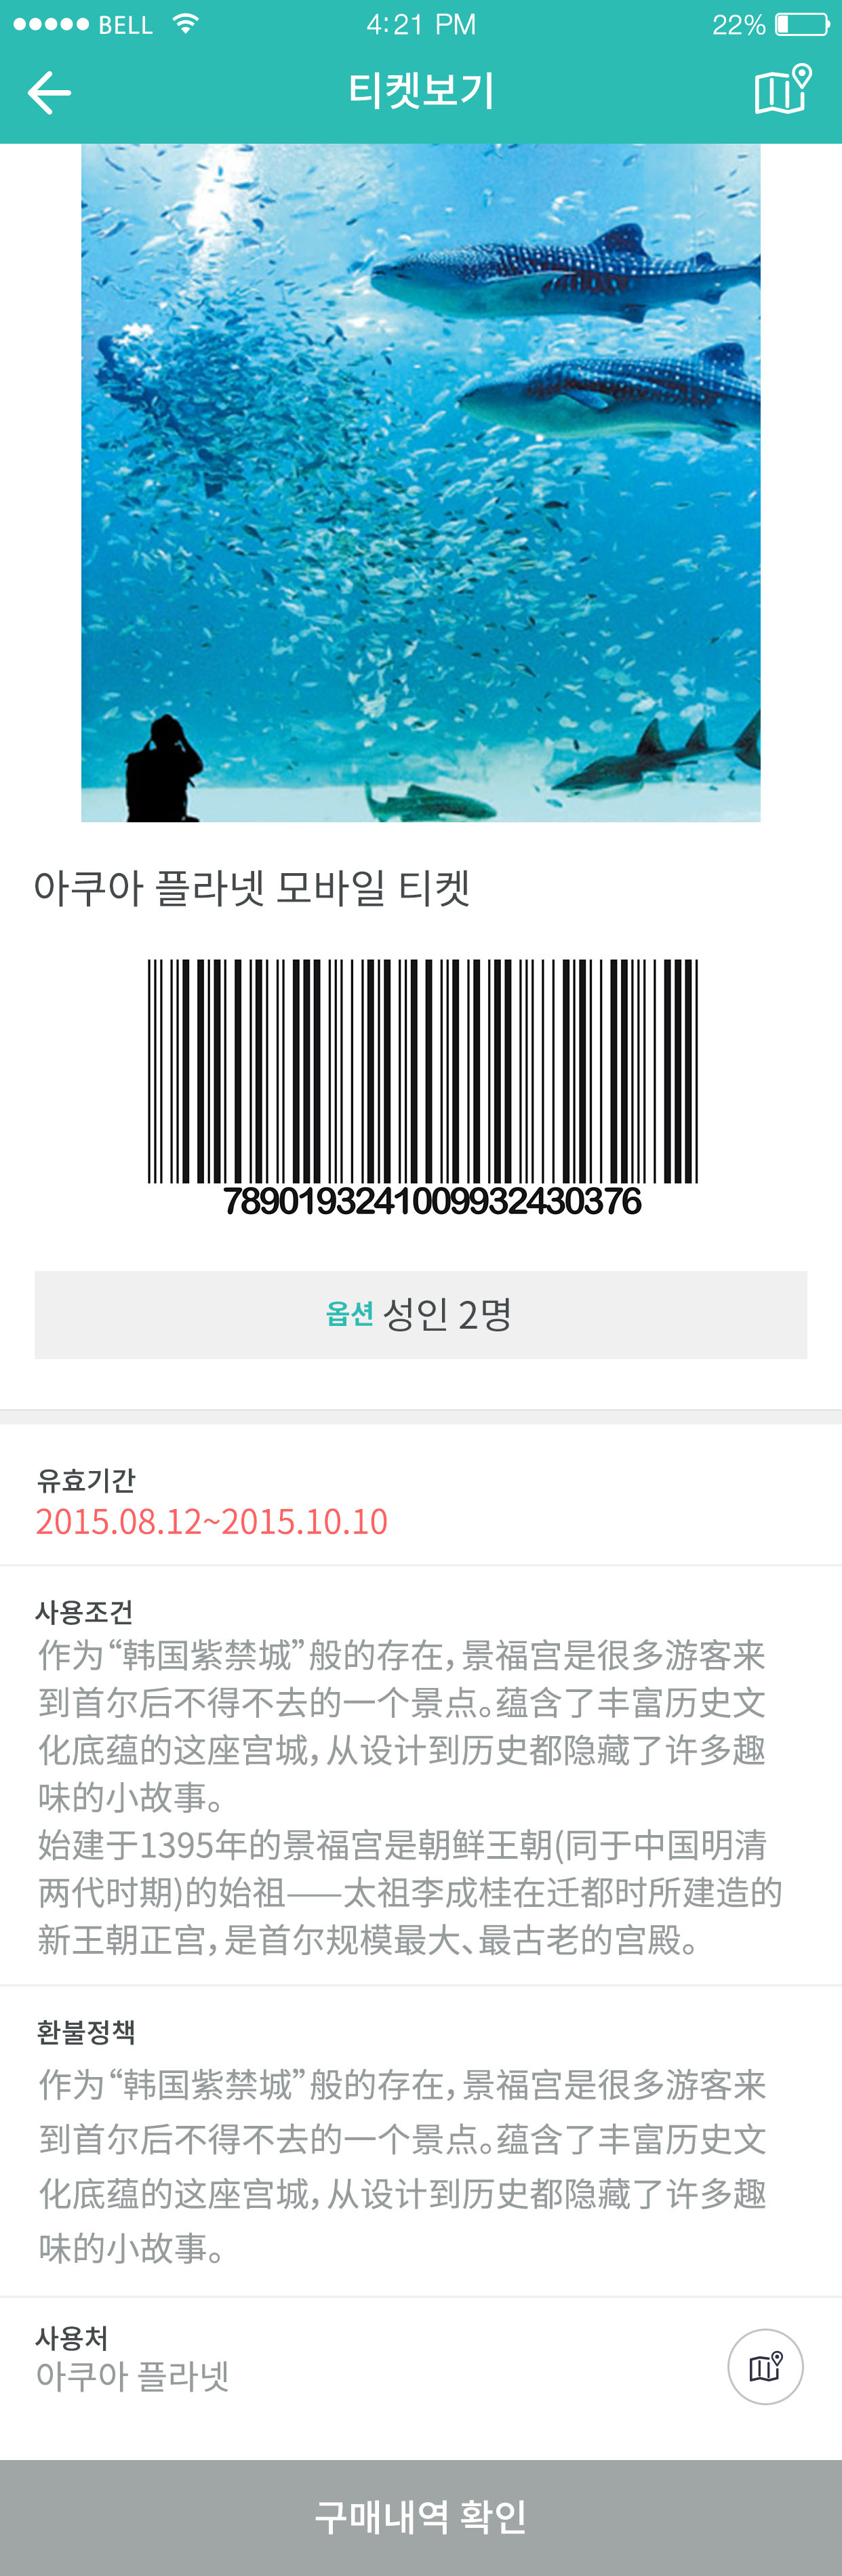 BELL 4:21 PM 22%
티켓보기
아쿠아 플라넷 모바일 티켓
7890193241009932430376
옵션 성인 2명
유효기간
2015.08.12~2015.10.10
사용조건
作为“韩国紫禁城”般的存在，景福宫是很多游客来
到首尔后不得不去的一个景点。蕴含了丰富历史文
化底蕴的这座宫城，从设计到历史都隐藏了许多趣
味的小故事。
始建于1395年的景福宫是朝鲜王朝(同于中国明清
两代时期)的始祖——太祖李成桂在迁都时所建造的
新王朝正宫，是首尔规模最大、最古老的宫殿。
환불정책
作为“韩国紫禁城”般的存在，景福宫是很多游客来
到首尔后不得不去的一个景点。蕴含了丰富历史文
化底蕴的这座宫城，从设计到历史都隐藏了许多趣
味的小故事。
사용처
아쿠아 플라넷
구매내역 확인